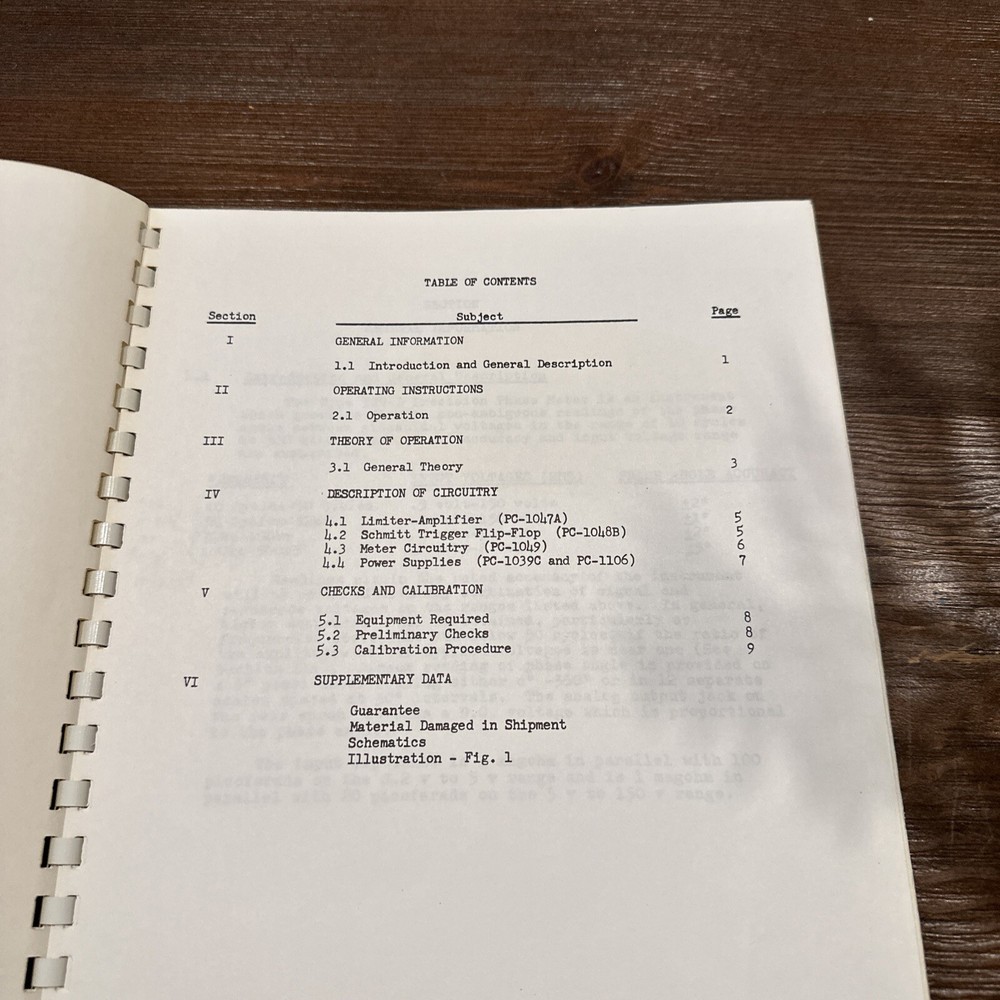 TABLE OF CONTENTS
Section Subject Page
I GENERAL INFORMATION
1.1 Introduction and General Description 1
II OPERATING INSTRUCTIONS
2.1 Operation 2
III THEORY OF OPERATION
3.1 General Theory 3
IV DESCRIPTION OF CIRCUITRY
4.1 Limiter-Amplifier (PC-1047A) 5
4.2 Schmitt Trigger Flip-Flop (PC-1048B) 5
4.3 Meter Circuitry (PC-1049) 6
4.4 Power Supplies (PC-1039C and PC-1106) 7
V CHECKS AND CALIBRATION
5.1 Equipment Required 8
5.2 Preliminary Checks 8
5.3 Calibration Procedure 9
VI SUPPLEMENTARY DATA
Guarantee
Material Damaged in Shipment
Schematics
Illustration - Fig. 1